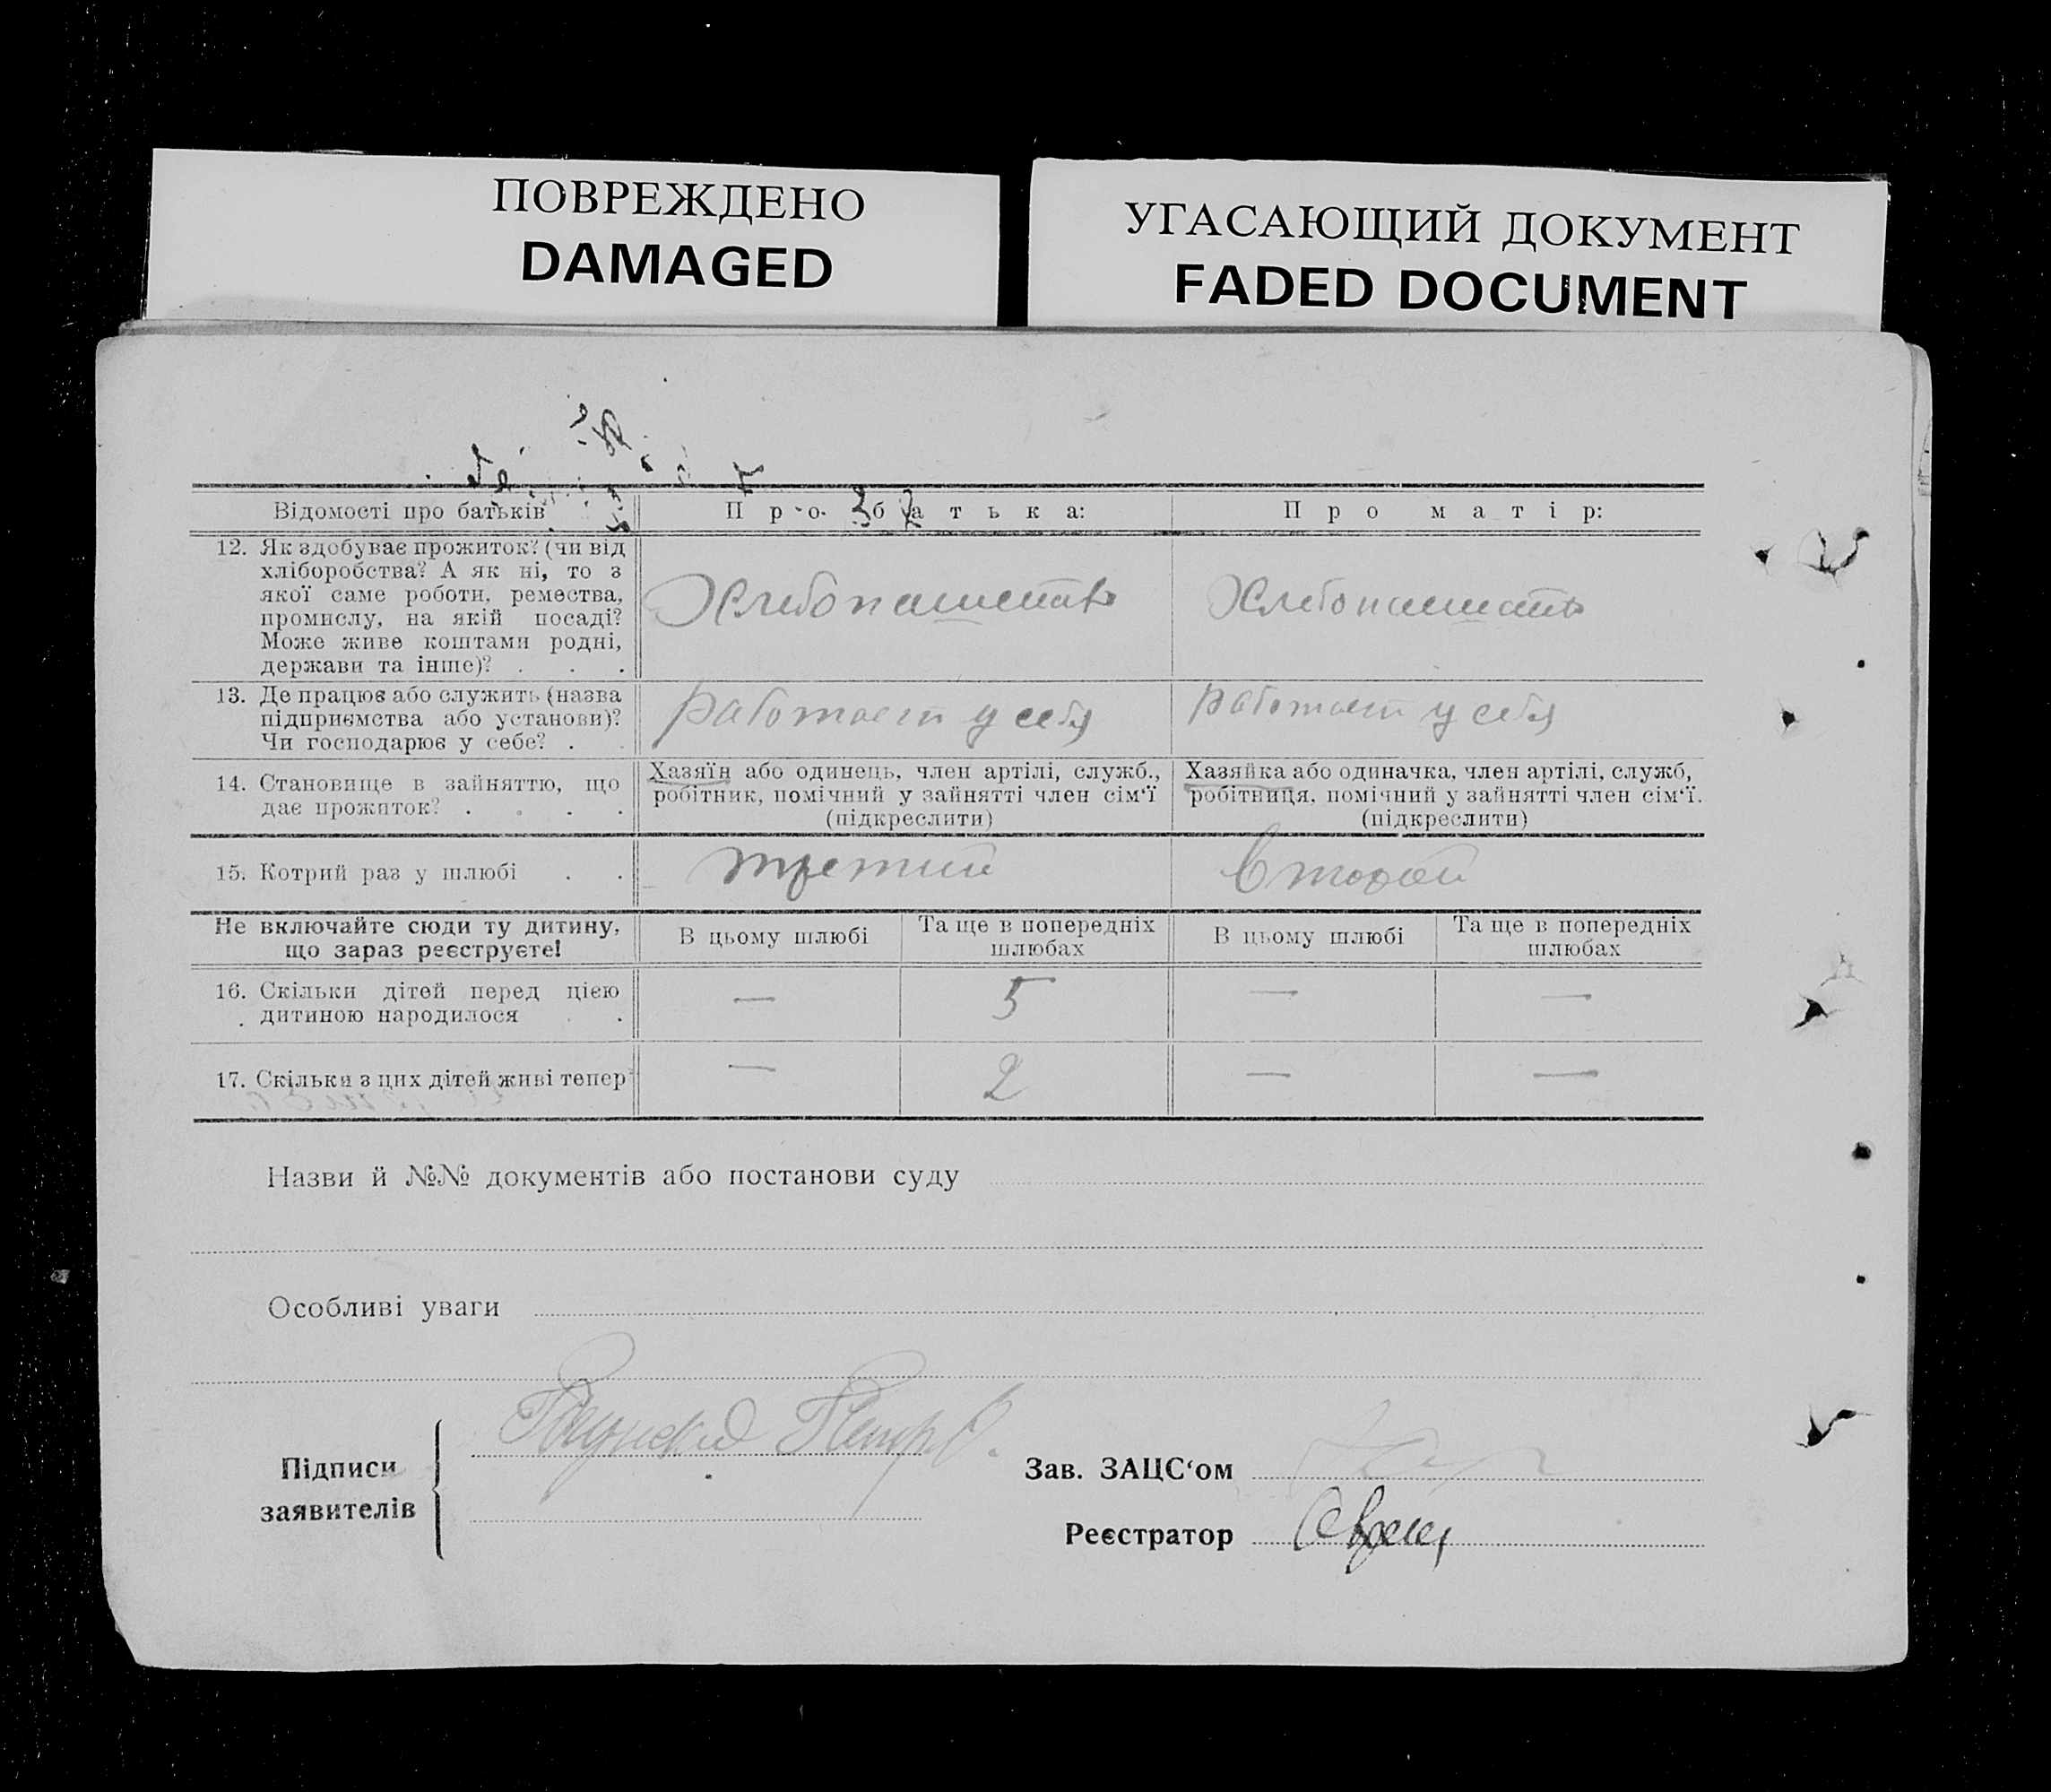 ПОВРЕЖДЕНО
DAMAGED
УГАСАЮЩИЙ ДОКУМЕНТ
FADED DOCUMENT
Відомості про батьків
Про батька:
Про матір:
12. Як здобуває прожиток? (чи від
хліборобства? А як ні, то з
якої саме роботи, ремества,
промислу, на якій посаді?
Може живе коштами родні,
держави та інше)? . . .
Хлебопашеств
Хлебопашеств
13. Де працює або служить (назва
підприємства або установи)?
Чи господарює у себе? . .
работает у себя
работает у себя
14. Становище в зайняттю, що
дає прожиток? . . . .
Хазяїн або одинець, член артілі, служб.,
робітник, помічний у зайнятті член сім‘ї
(підкреслити)
Хазяйка або одиначка, член артілі, служб,
робітниця, помічний у зайнятті член сім‘ї.
(підкреслити)
15. Котрий раз у шлюбі . .
третий
второй
Не включайте сюди ту дитину,
що зараз реєструєте!
В цьому шлюбі
Та ще в попередніх
шлюбах
В цьому шлюбі
Та ще в попередніх
шлюбах
16. Скільки дітей перед цією
дитиною народилося . .
— 5 — —
17. Скільки з цих дітей живі тепер
— 2 — —
Назви й №№ документів або постанови суду
Особливі уваги
Підписи
заявителів
Зав. ЗАЦС‘ом
Реєстратор